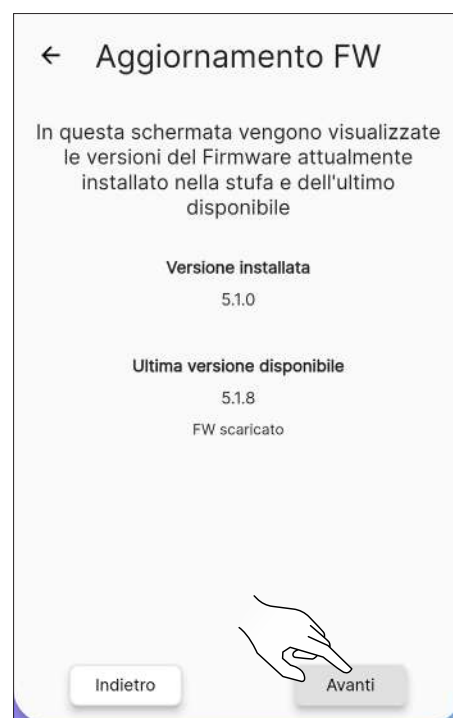 Aggiornamento FW
In questa schermata vengono visualizzate
le versioni del Firmware attualmente
installato nella stufa e dell'ultimo
disponibile
Versione installata
5.1.0
Ultima versione disponibile
5.1.8
FW scaricato
Indietro
Avanti